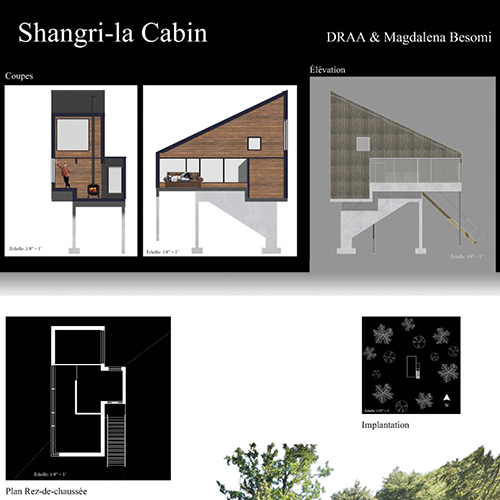 Shangri-la Cabin
DRAA & Magdalena Besomi
Coupes
Élévation
Échelle: 1/8" = 1'
Échelle: 1/8" = 1'
Échelle: 1/8" = 1'
Échelle: 1/8" = 1'
N
Plan Rez-de-chaussée
Implantation